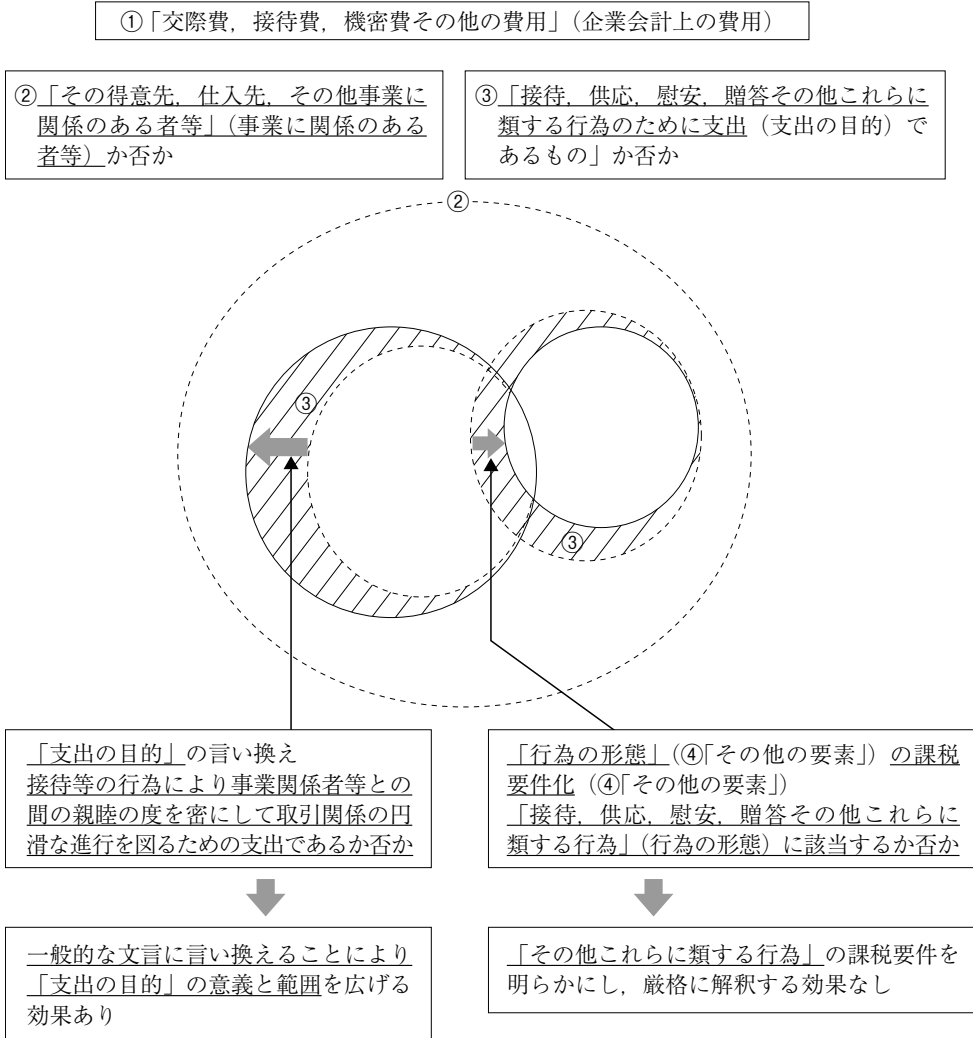 ①「交際費，接待費，機密費その他の費用」（企業会計上の費用）
②「その得意先，仕入先，その他事業に
関係のある者等」（事業に関係のある
者等）か否か
③「接待，供応，慰安，贈答その他これらに
類する行為のために支出（支出の目的）で
あるもの」か否か
②
③
③
「支出の目的」の言い換え
接待等の行為により事業関係者等との
間の親睦の度を密にして取引関係の円
滑な進行を図るための支出であるか否か
「行為の形態」（④「その他の要素」）の課税
要件化（④「その他の要素」）
「接待，供応，慰安，贈答その他これらに
類する行為」（行為の形態）に該当するか否か
一般的な文言に言い換えることにより
「支出の目的」の意義と範囲を広げる
効果あり
「その他これらに類する行為」の課税要件を
明らかにし，厳格に解釈する効果なし